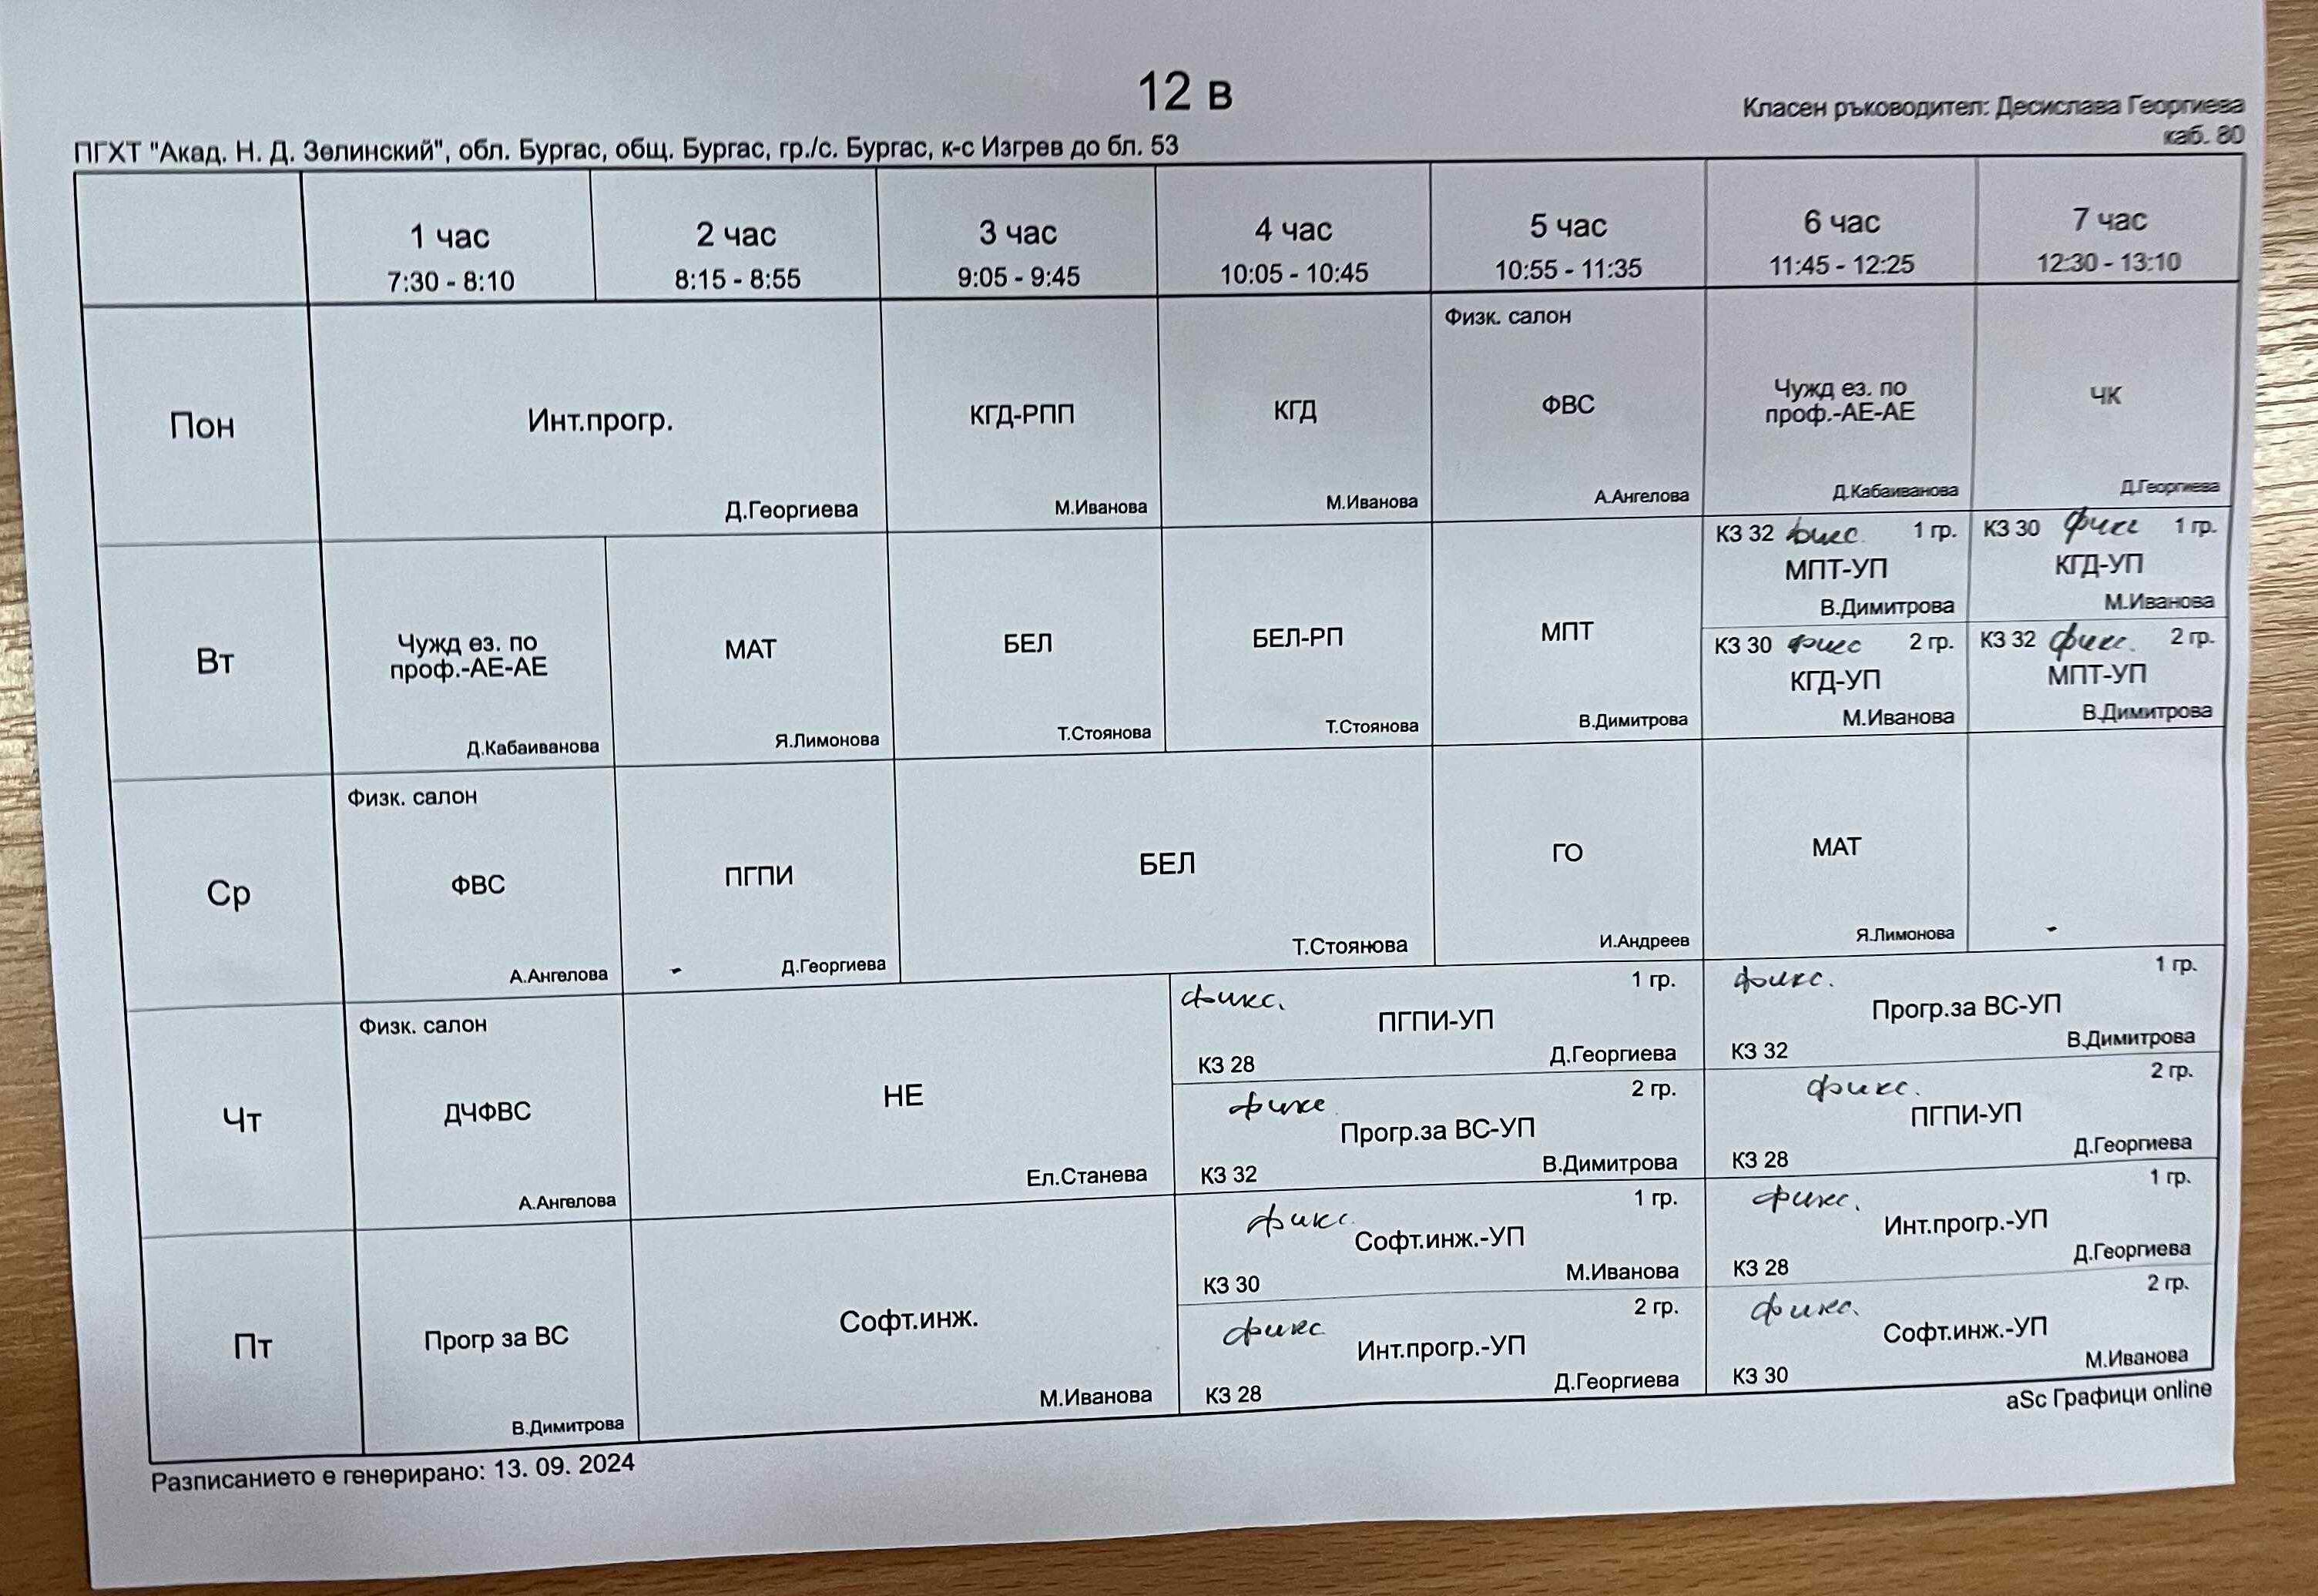 12 в
Класен ръководител: Десислава Георгиева
каб. 80
ПГХТ "Акад. Н. Д. Зелинский", обл. Бургас, общ. Бургас, гр./с. Бургас, к-с Изгрев до бл. 53
1 час
7:30 - 8:10
2 час
8:15 - 8:55
3 час
9:05 - 9:45
4 час
10:05 - 10:45
5 час
10:55 - 11:35
6 час
11:45 - 12:25
7 час
12:30 - 13:10
Пон
Инт.прогр.
Д.Георгиева
КГД-РПП
М.Иванова
КГД
М.Иванова
Физк. салон
ФВС
А.Ангелова
Чужд ез. по
проф.-АЕ-АЕ
Д.Кабаиванова
ЧК
Д.Георгиева
Вт
Чужд ез. по
проф.-АЕ-АЕ
Д.Кабаиванова
МАТ
Я.Лимонова
БЕЛ
Т.Стоянова
БЕЛ-РП
Т.Стоянова
МПТ
В.Димитрова
КЗ 32 фикс. 1 гр.
МПТ-УП
В.Димитрова
КЗ 30 фикс 2 гр.
КГД-УП
М.Иванова
КЗ 30 фикс 1 гр.
КГД-УП
М.Иванова
КЗ 32 фикс. 2 гр.
МПТ-УП
В.Димитрова
Ср
Физк. салон
ФВС
А.Ангелова
ПГПИ
Д.Георгиева
БЕЛ
Т.Стоянова
ГО
И.Андреев
МАТ
Я.Лимонова
Чт
Физк. салон
ДЧФВС
А.Ангелова
НЕ
Ел.Станева
фикс. 1 гр.
ПГПИ-УП
КЗ 28 Д.Георгиева
фикс 2 гр.
Прогр.за ВС-УП
КЗ 32 В.Димитрова
фикс. 1 гр.
Прогр.за ВС-УП
КЗ 32 В.Димитрова
фикс. 2 гр.
ПГПИ-УП
КЗ 28 Д.Георгиева
Пт
Прогр за ВС
В.Димитрова
Софт.инж.
М.Иванова
фикс. 1 гр.
Софт.инж.-УП
КЗ 30 М.Иванова
фикс 2 гр.
Инт.прогр.-УП
КЗ 28 Д.Георгиева
фикс. 1 гр.
Инт.прогр.-УП
КЗ 28 Д.Георгиева
фикс. 2 гр.
Софт.инж.-УП
КЗ 30 М.Иванова
Разписанието е генерирано: 13. 09. 2024
aSc Графици online